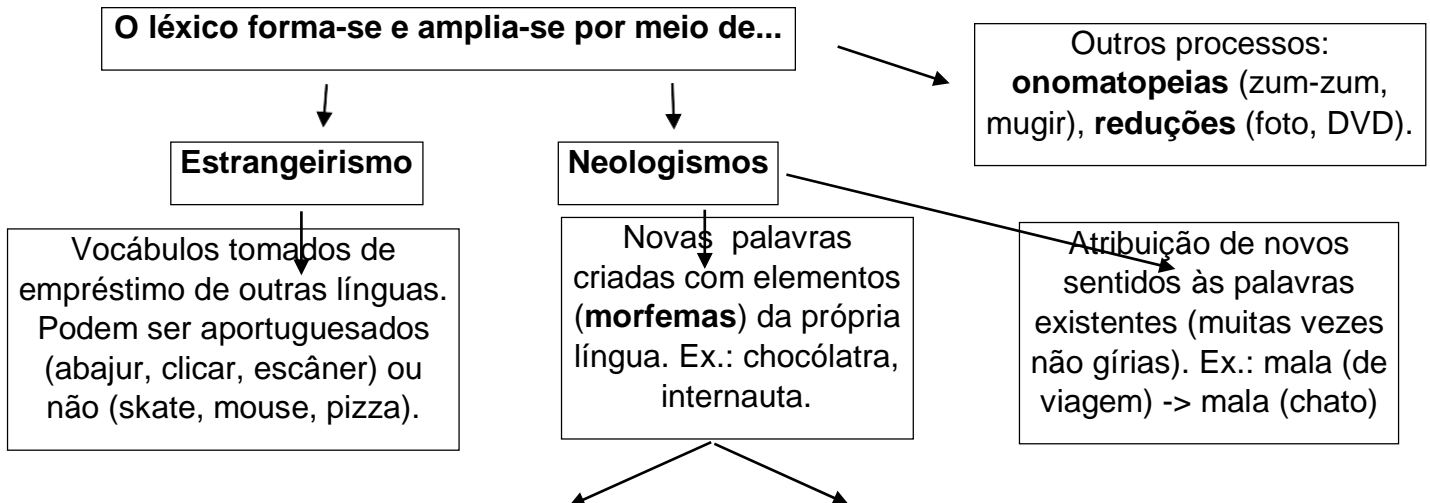 O léxico forma-se e amplia-se por meio de...
Outros processos:
onomatopeias (zum-zum,
mugir), reduções (foto, DVD).
Estrangeirismo
Neologismos
Vocábulos tomados de
empréstimo de outras línguas.
Podem ser aportuguesados
(abajur, clicar, escâner) ou
não (skate, mouse, pizza).
Novas palavras
criadas com elementos
(morfemas) da própria
língua. Ex.: chocólatra,
internauta.
Atribuição de novos
sentidos às palavras
existentes (muitas vezes
não gírias). Ex.: mala (de
viagem) -> mala (chato)